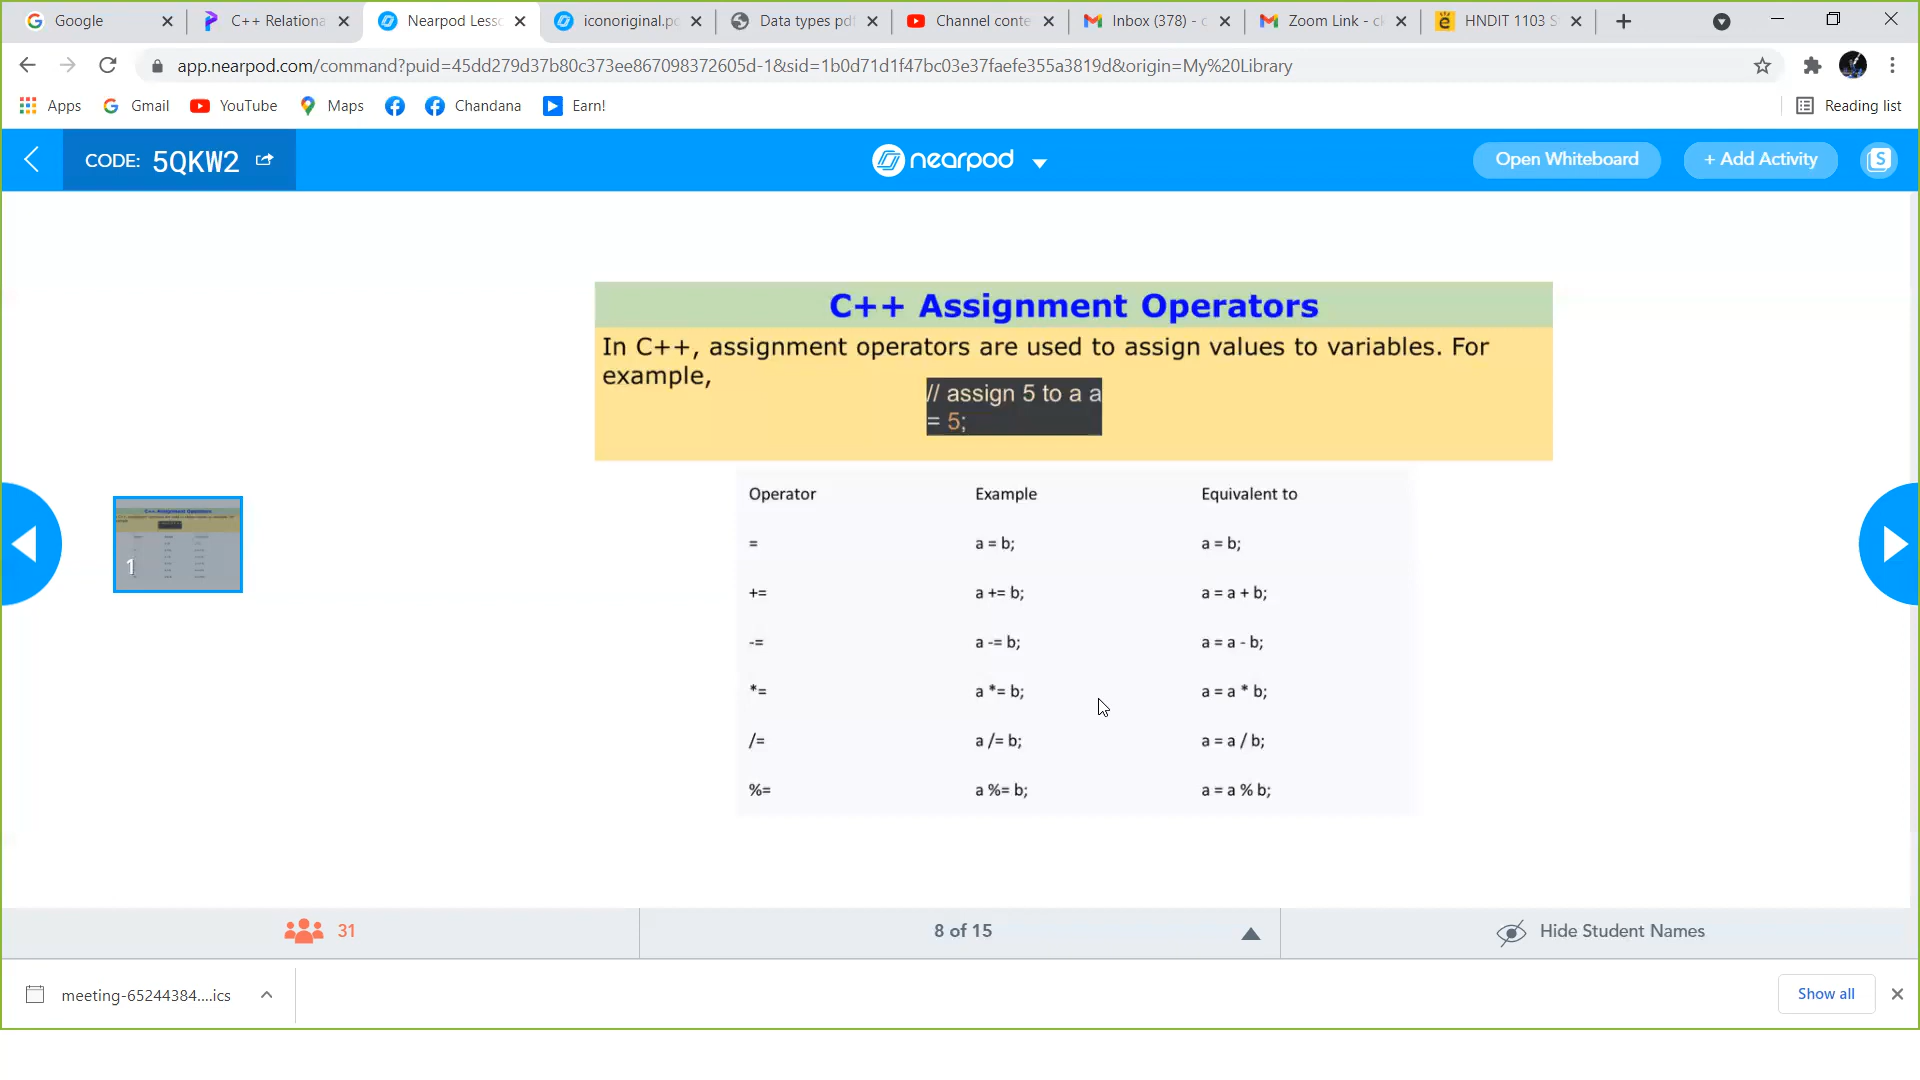 Google
C++ Relationa
Nearpod Lesso
iconoriginal.po
Data types pdf
Channel conte
Inbox (378) - c
Zoom Link - ch
HNDIT 1103 S
app.nearpod.com/command?puid=45dd279d37b80c373ee867098372605d-1&sid=1b0d71d1f47bc03e37faefe355a3819d&origin=My%20Library
Apps
Gmail
YouTube
Maps
Chandana
Earn!
Reading list
CODE: 5QKW2
nearpod
Open Whiteboard
+ Add Activity
S
C++ Assignment Operators
In C++, assignment operators are used to assign values to variables. For
example,
// assign 5 to a a
= 5;
Operator Example Equivalent to
= a = b; a = b;
+= a += b; a = a + b;
-= a -= b; a = a - b;
*= a *= b; a = a * b;
/= a /= b; a = a / b;
%= a %= b; a = a % b;
1
31
8 of 15
Hide Student Names
meeting-65244384....ics
Show all